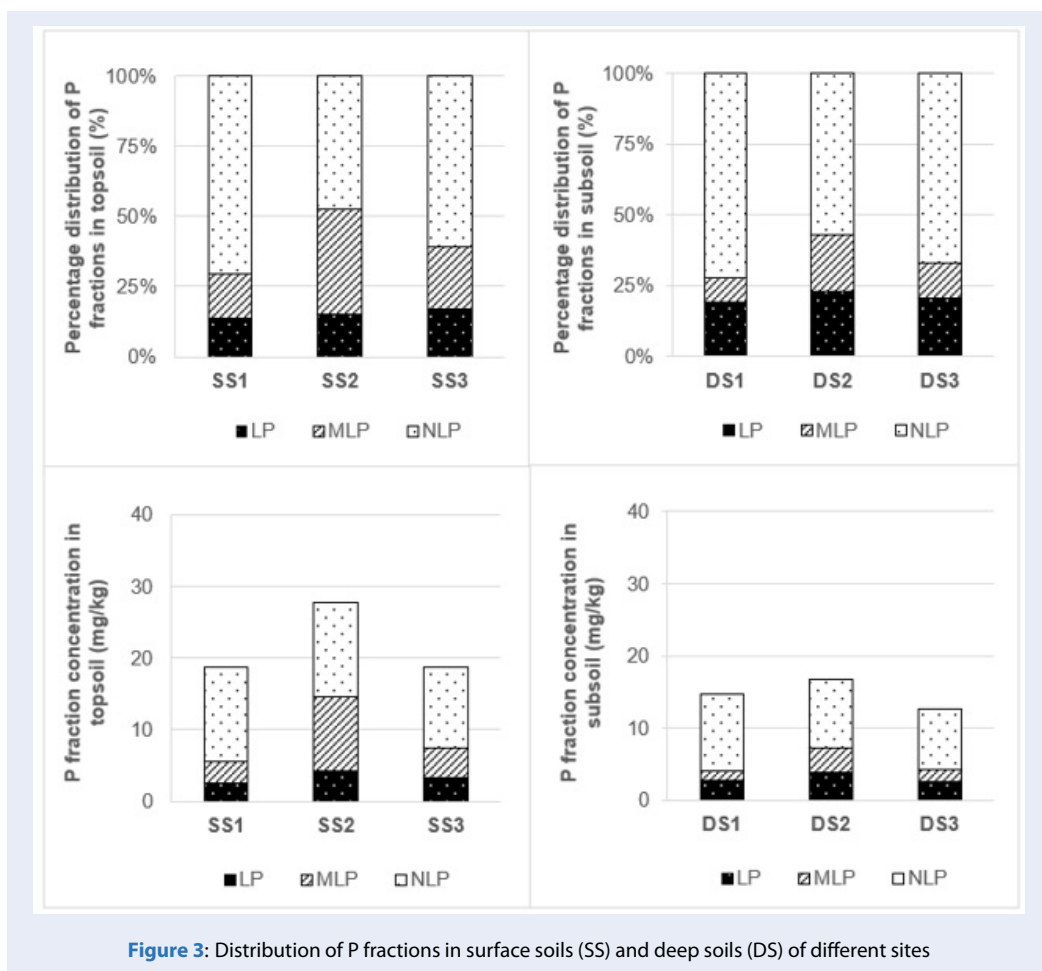 Percentage distribution of P
fractions in topsoil (%)
100%
75%
50%
25%
0%
SS1 SS2 SS3
LP MLP NLP
Percentage distribution of P
fractions in subsoil (%)
100%
75%
50%
25%
0%
DS1 DS2 DS3
LP MLP NLP
P fraction concentration in
topsoil (mg/kg)
40
30
20
10
0
SS1 SS2 SS3
LP MLP NLP
P fraction concentration in
subsoil (mg/kg)
40
30
20
10
0
DS1 DS2 DS3
LP MLP NLP
Figure 3: Distribution of P fractions in surface soils (SS) and deep soils (DS) of different sites